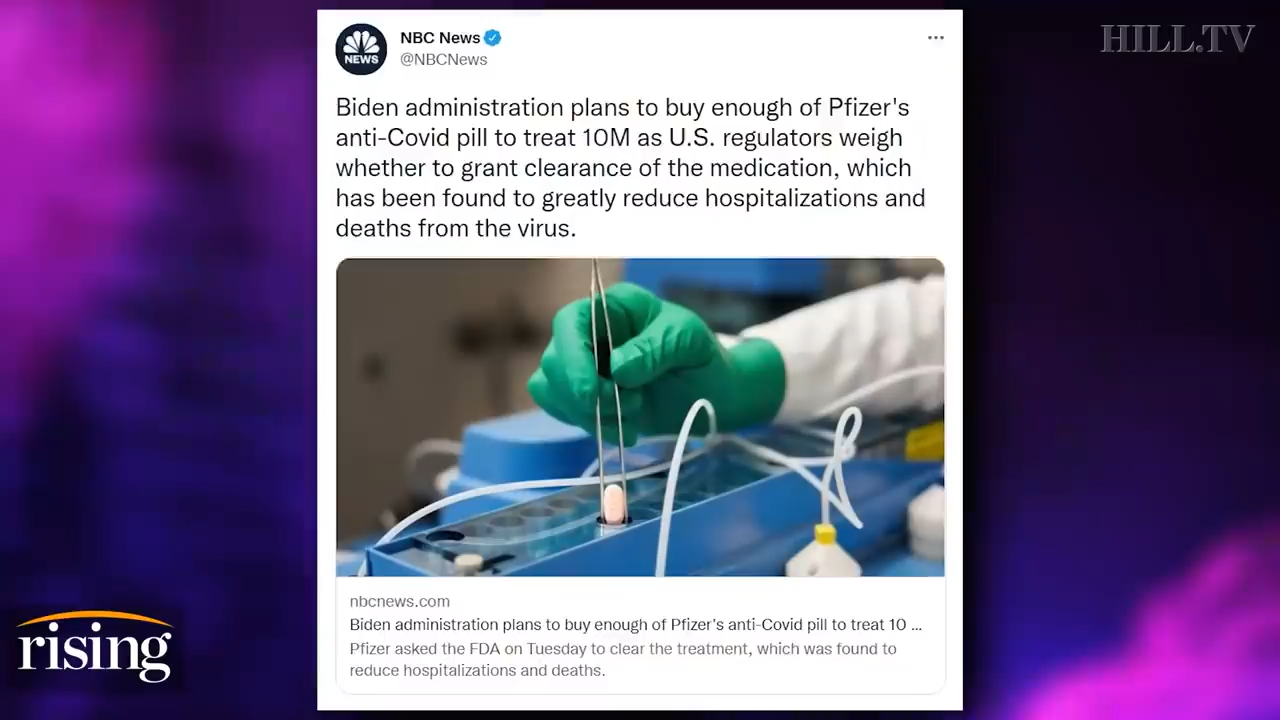 HILL.TV
NEWS
NBC News
@NBCNews
Biden administration plans to buy enough of Pfizer's
anti-Covid pill to treat 10M as U.S. regulators weigh
whether to grant clearance of the medication, which
has been found to greatly reduce hospitalizations and
deaths from the virus.
nbcnews.com
Biden administration plans to buy enough of Pfizer's anti-Covid pill to treat 10 ...
Pfizer asked the FDA on Tuesday to clear the treatment, which was found to
reduce hospitalizations and deaths.
rising